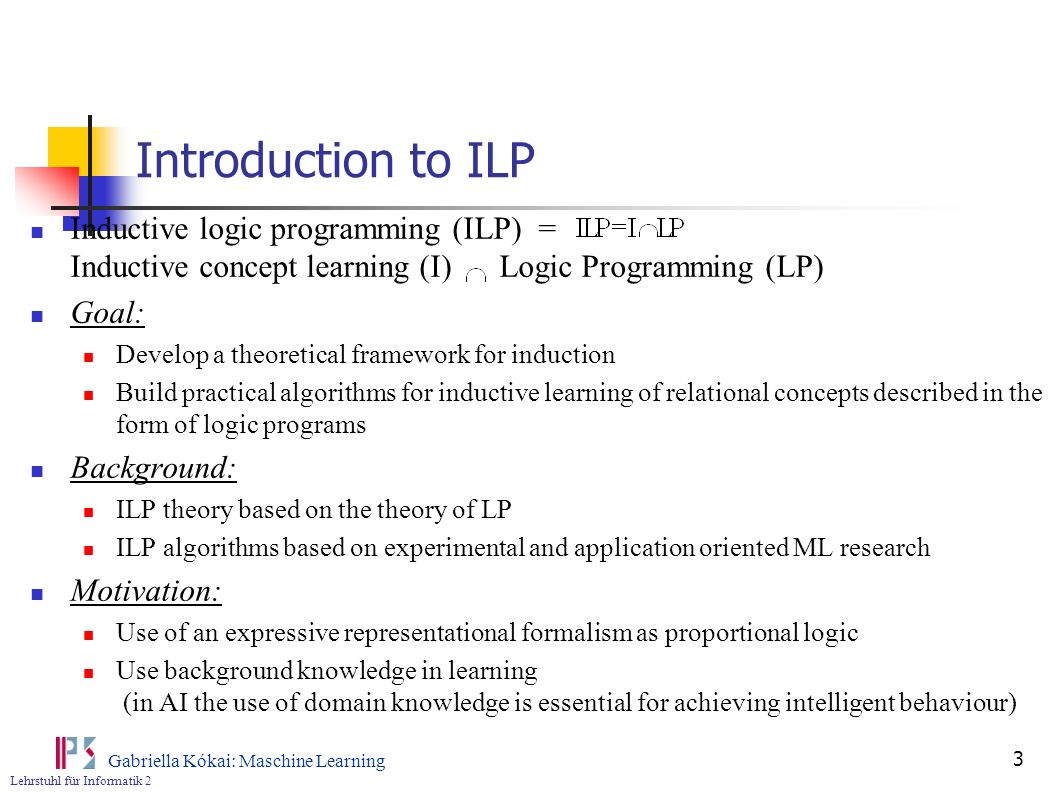 Introduction to ILP
Inductive logic programming (ILP) = ILP=I∩LP
Inductive concept learning (I) ∩ Logic Programming (LP)
Goal:
Develop a theoretical framework for induction
Build practical algorithms for inductive learning of relational concepts described in the
form of logic programs
Background:
ILP theory based on the theory of LP
ILP algorithms based on experimental and application oriented ML research
Motivation:
Use of an expressive representational formalism as proportional logic
Use background knowledge in learning
(in AI the use of domain knowledge is essential for achieving intelligent behaviour)
Gabriella Kókai: Maschine Learning
3
Lehrstuhl für Informatik 2